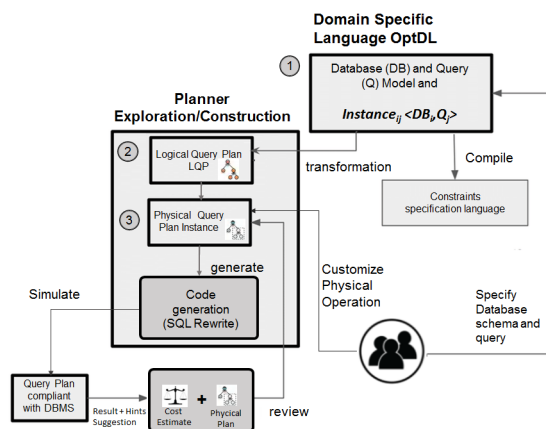 Domain Specific
Language OptDL
1
Database (DB) and Query
(Q) Model and
Instanceij <DBi,Qj>
Planner
Exploration/Construction
2
Logical Query Plan
LQP
transformation
Compile
Constraints
specification language
3
Physical Query
Plan Instance
generate
Customize
Physical
Operation
Simulate
Code
generation
(SQL Rewrite)
Specify
Database
schema and
query
Query Plan
compliant
with DBMS
Result + Hints
Suggestion
Cost
Estimate
+
Phycical
Plan
review